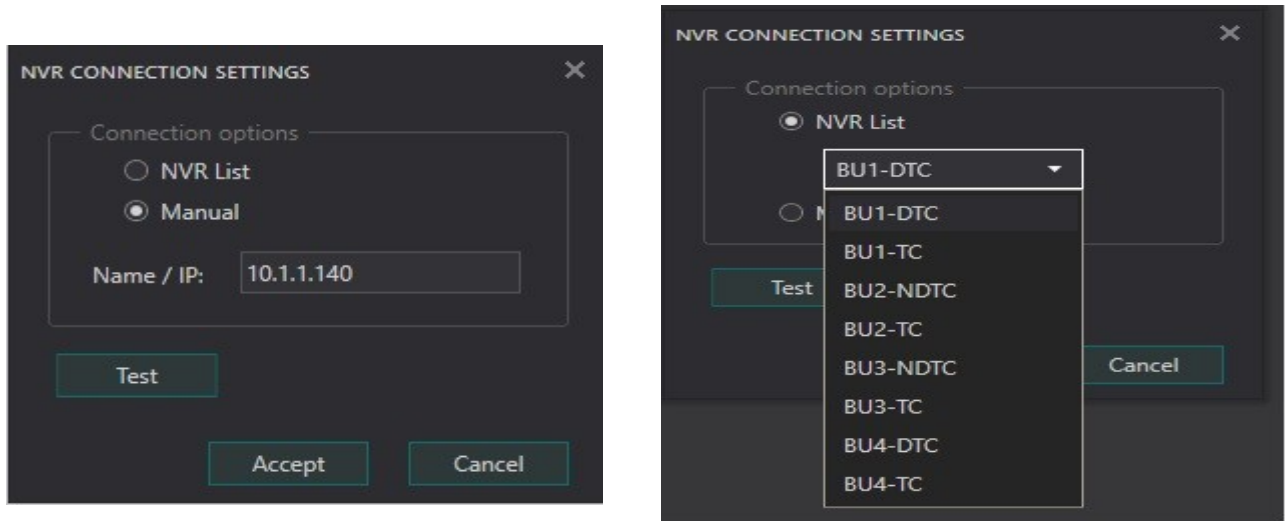 NVR CONNECTION SETTINGS
Connection options
NVR List
Manual
Name / IP: 10.1.1.140
Test
Accept Cancel
NVR CONNECTION SETTINGS
Connection options
NVR List
BU1-DTC
BU1-DTC
BU1-TC
BU2-NDTC
Test
BU2-TC
BU3-NDTC
Cancel
BU3-TC
BU4-DTC
BU4-TC